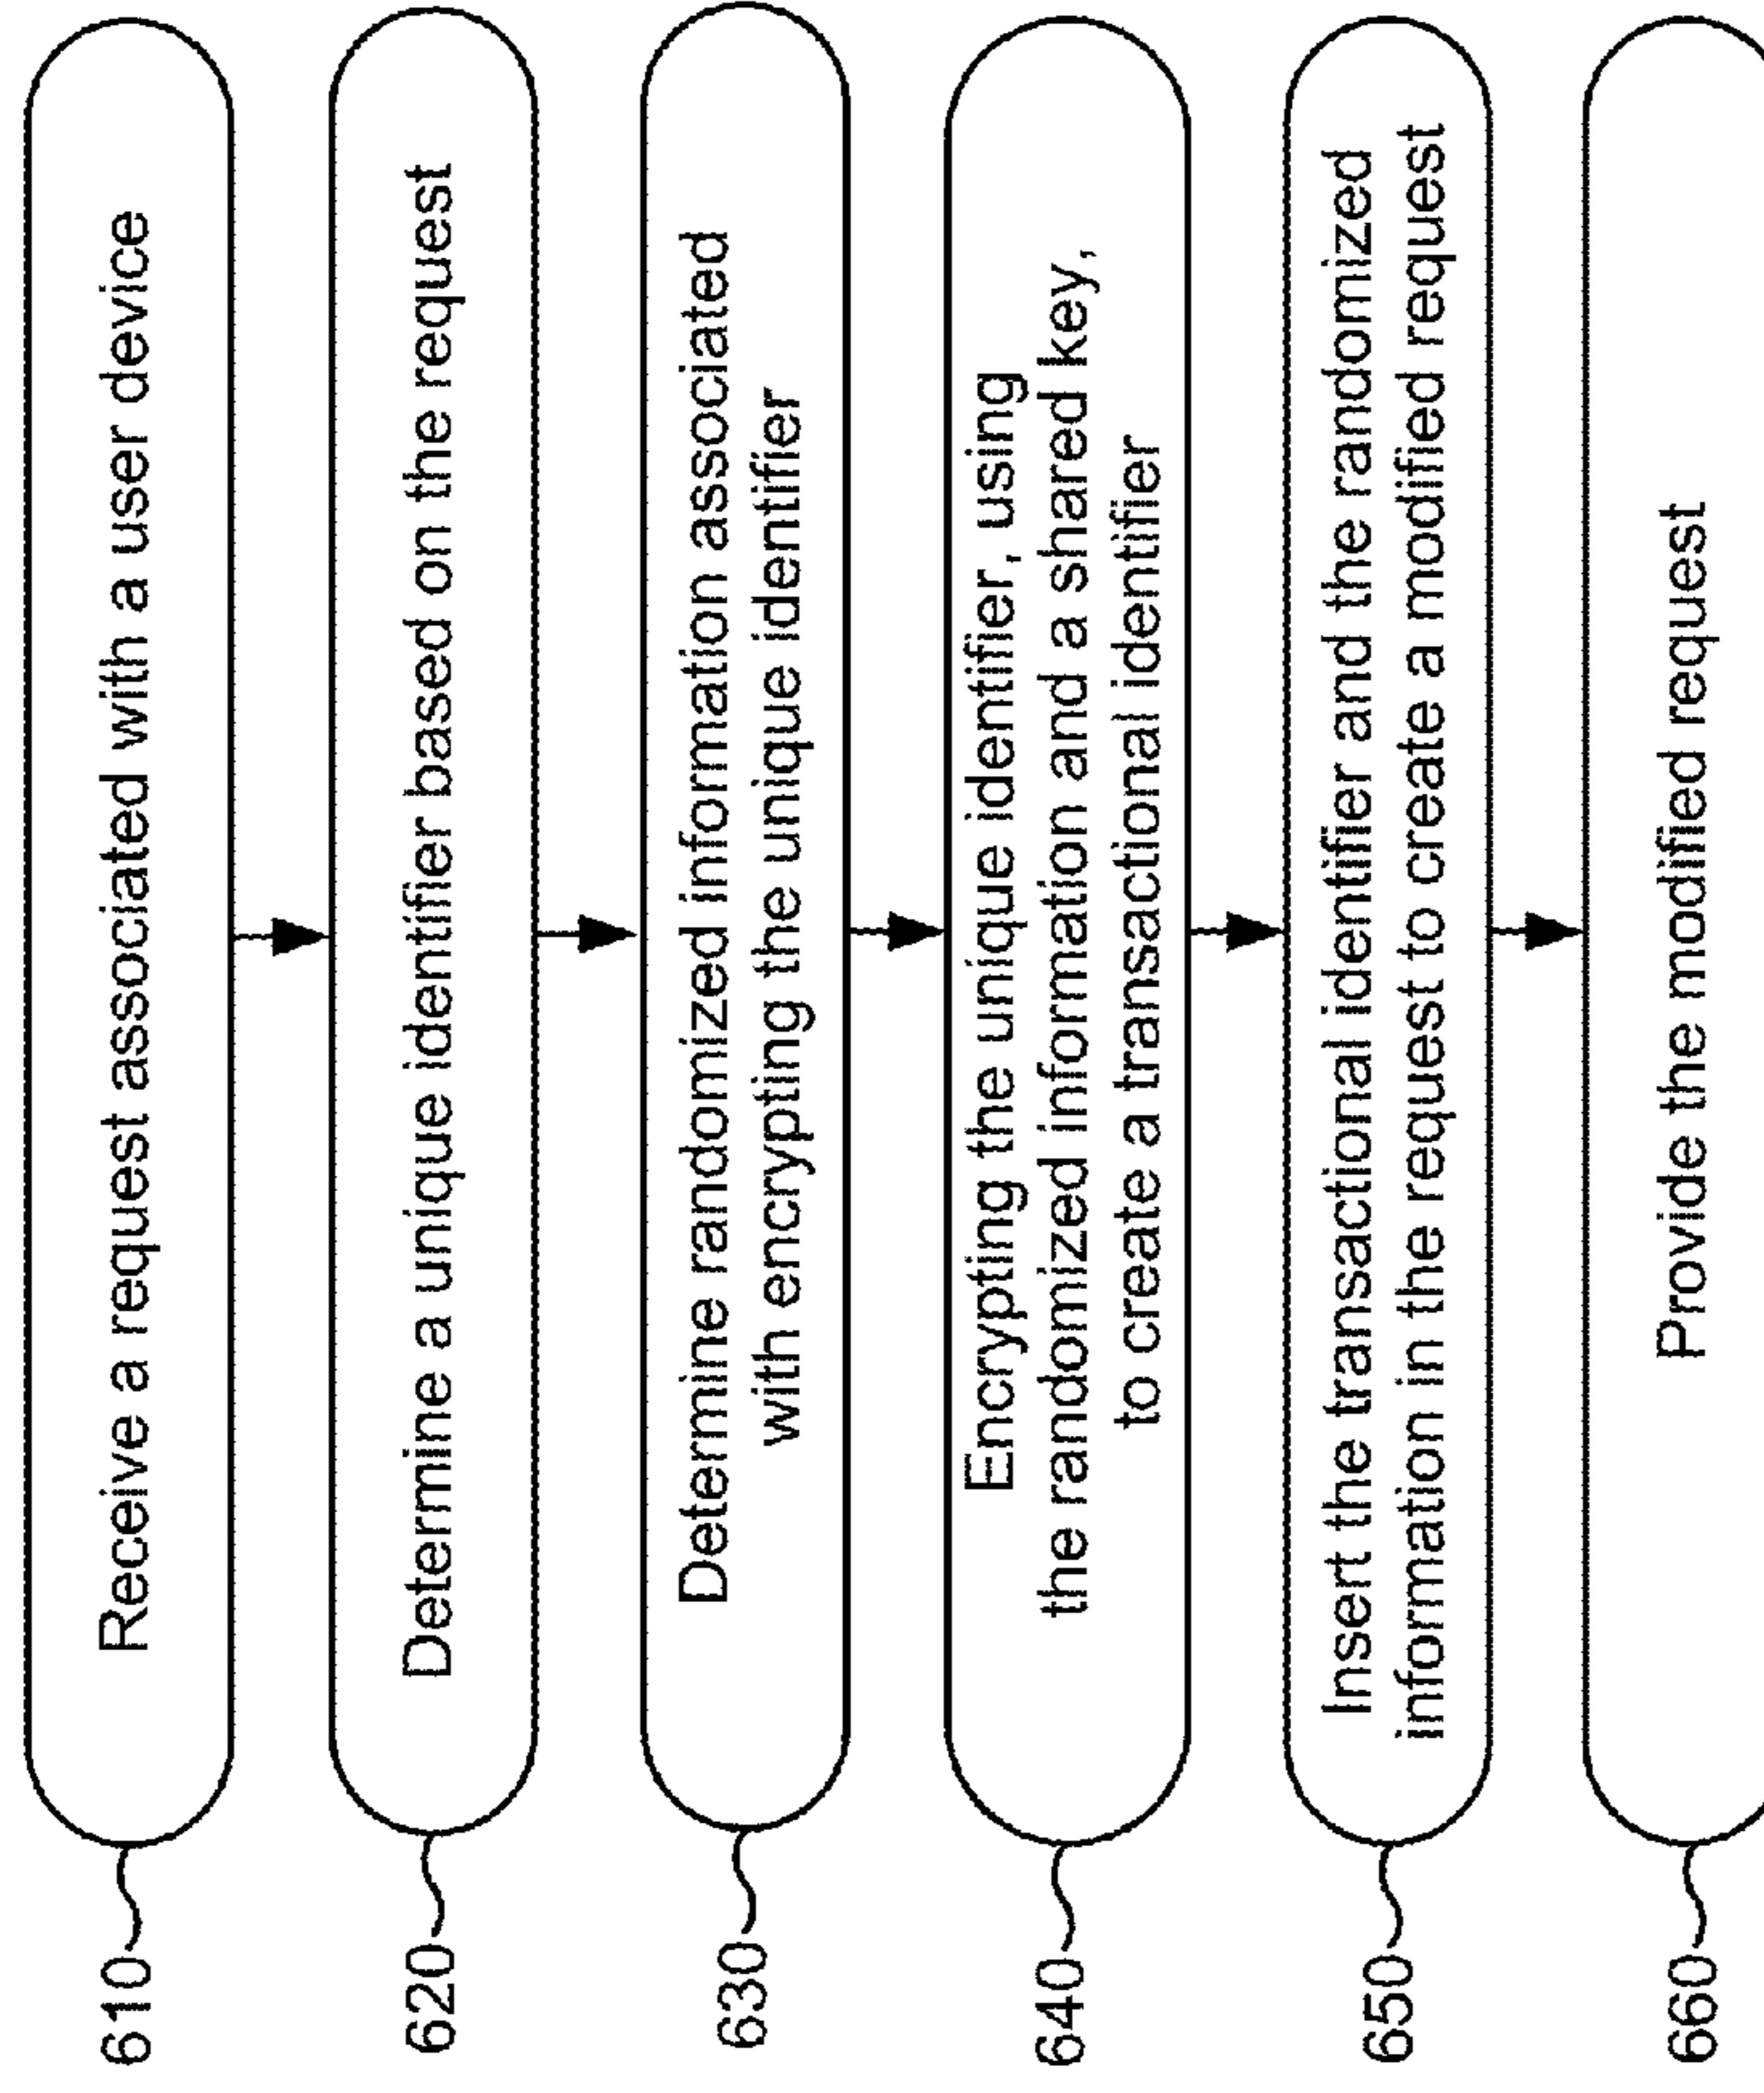 610
Receive a request associated with a user device
620
Determine a unique identifier based on the request
630
Determine randomized information associated
with encrypting the unique identifier
640
Encrypting the unique identifier, using
the randomized information and a shared key,
to create a transactional identifier
650
Insert the transactional identifier and the randomized
information in the request to create a modified request
660
Provide the modified request